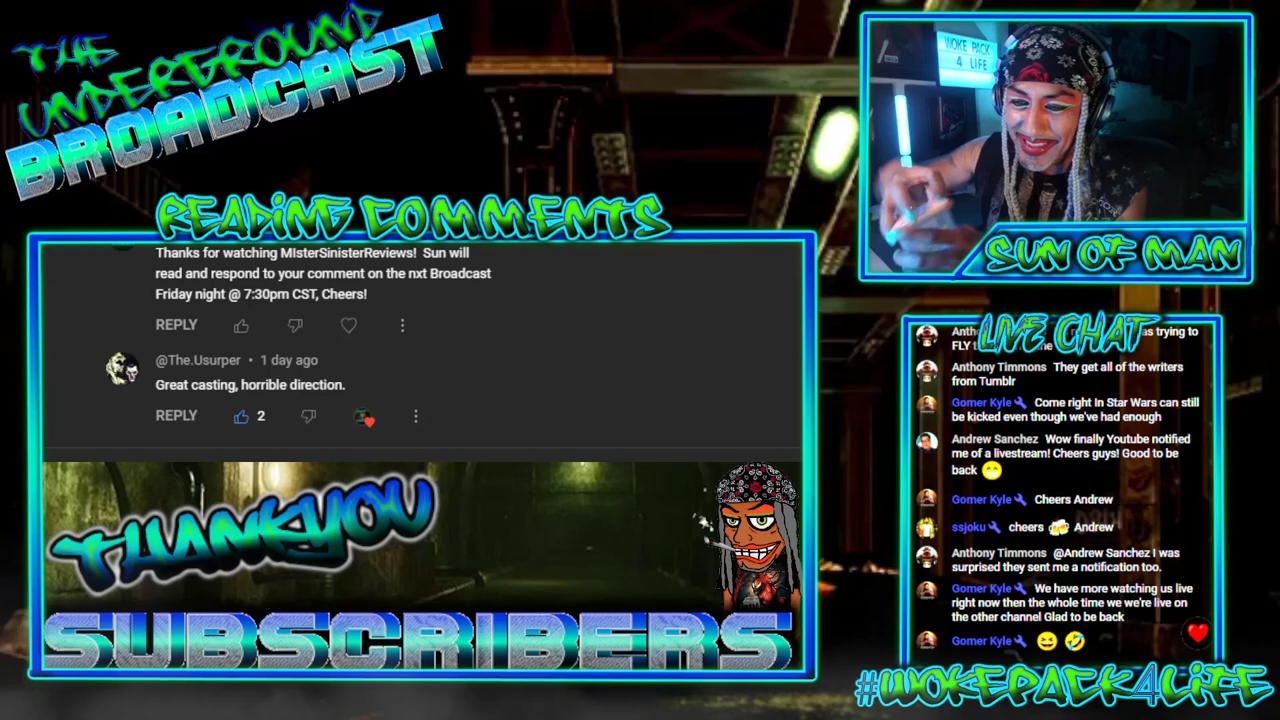 THE
UNDERGROUND
BROADCAST
WOKE PACK
4 LIFE
SUN OF MAN
READING COMMENTS
Thanks for watching MIsterSinisterReviews! Sun will
read and respond to your comment on the nxt Broadcast
Friday night @ 7:30pm CST, Cheers!
REPLY
@The.Usurper • 1 day ago
Great casting, horrible direction.
REPLY 2
THANKYOU
SUBSCRIBERS
LIVE CHAT
as trying to
FLY
Anthony Timmons They get all of the writers
from Tumblr
Gomer Kyle Come right In Star Wars can still
be kicked even though we've had enough
Andrew Sanchez Wow finally Youtube notified
me of a livestream! Cheers guys! Good to be
back 😁
Gomer Kyle Cheers Andrew
ssjoku cheers 🍻 Andrew
Anthony Timmons @Andrew Sanchez I was
surprised they sent me a notification too.
Gomer Kyle We have more watching us live
right now then the whole time we we're live on
the other channel Glad to be back
Gomer Kyle 😆 🤣
#WOKEPACK4LIFE